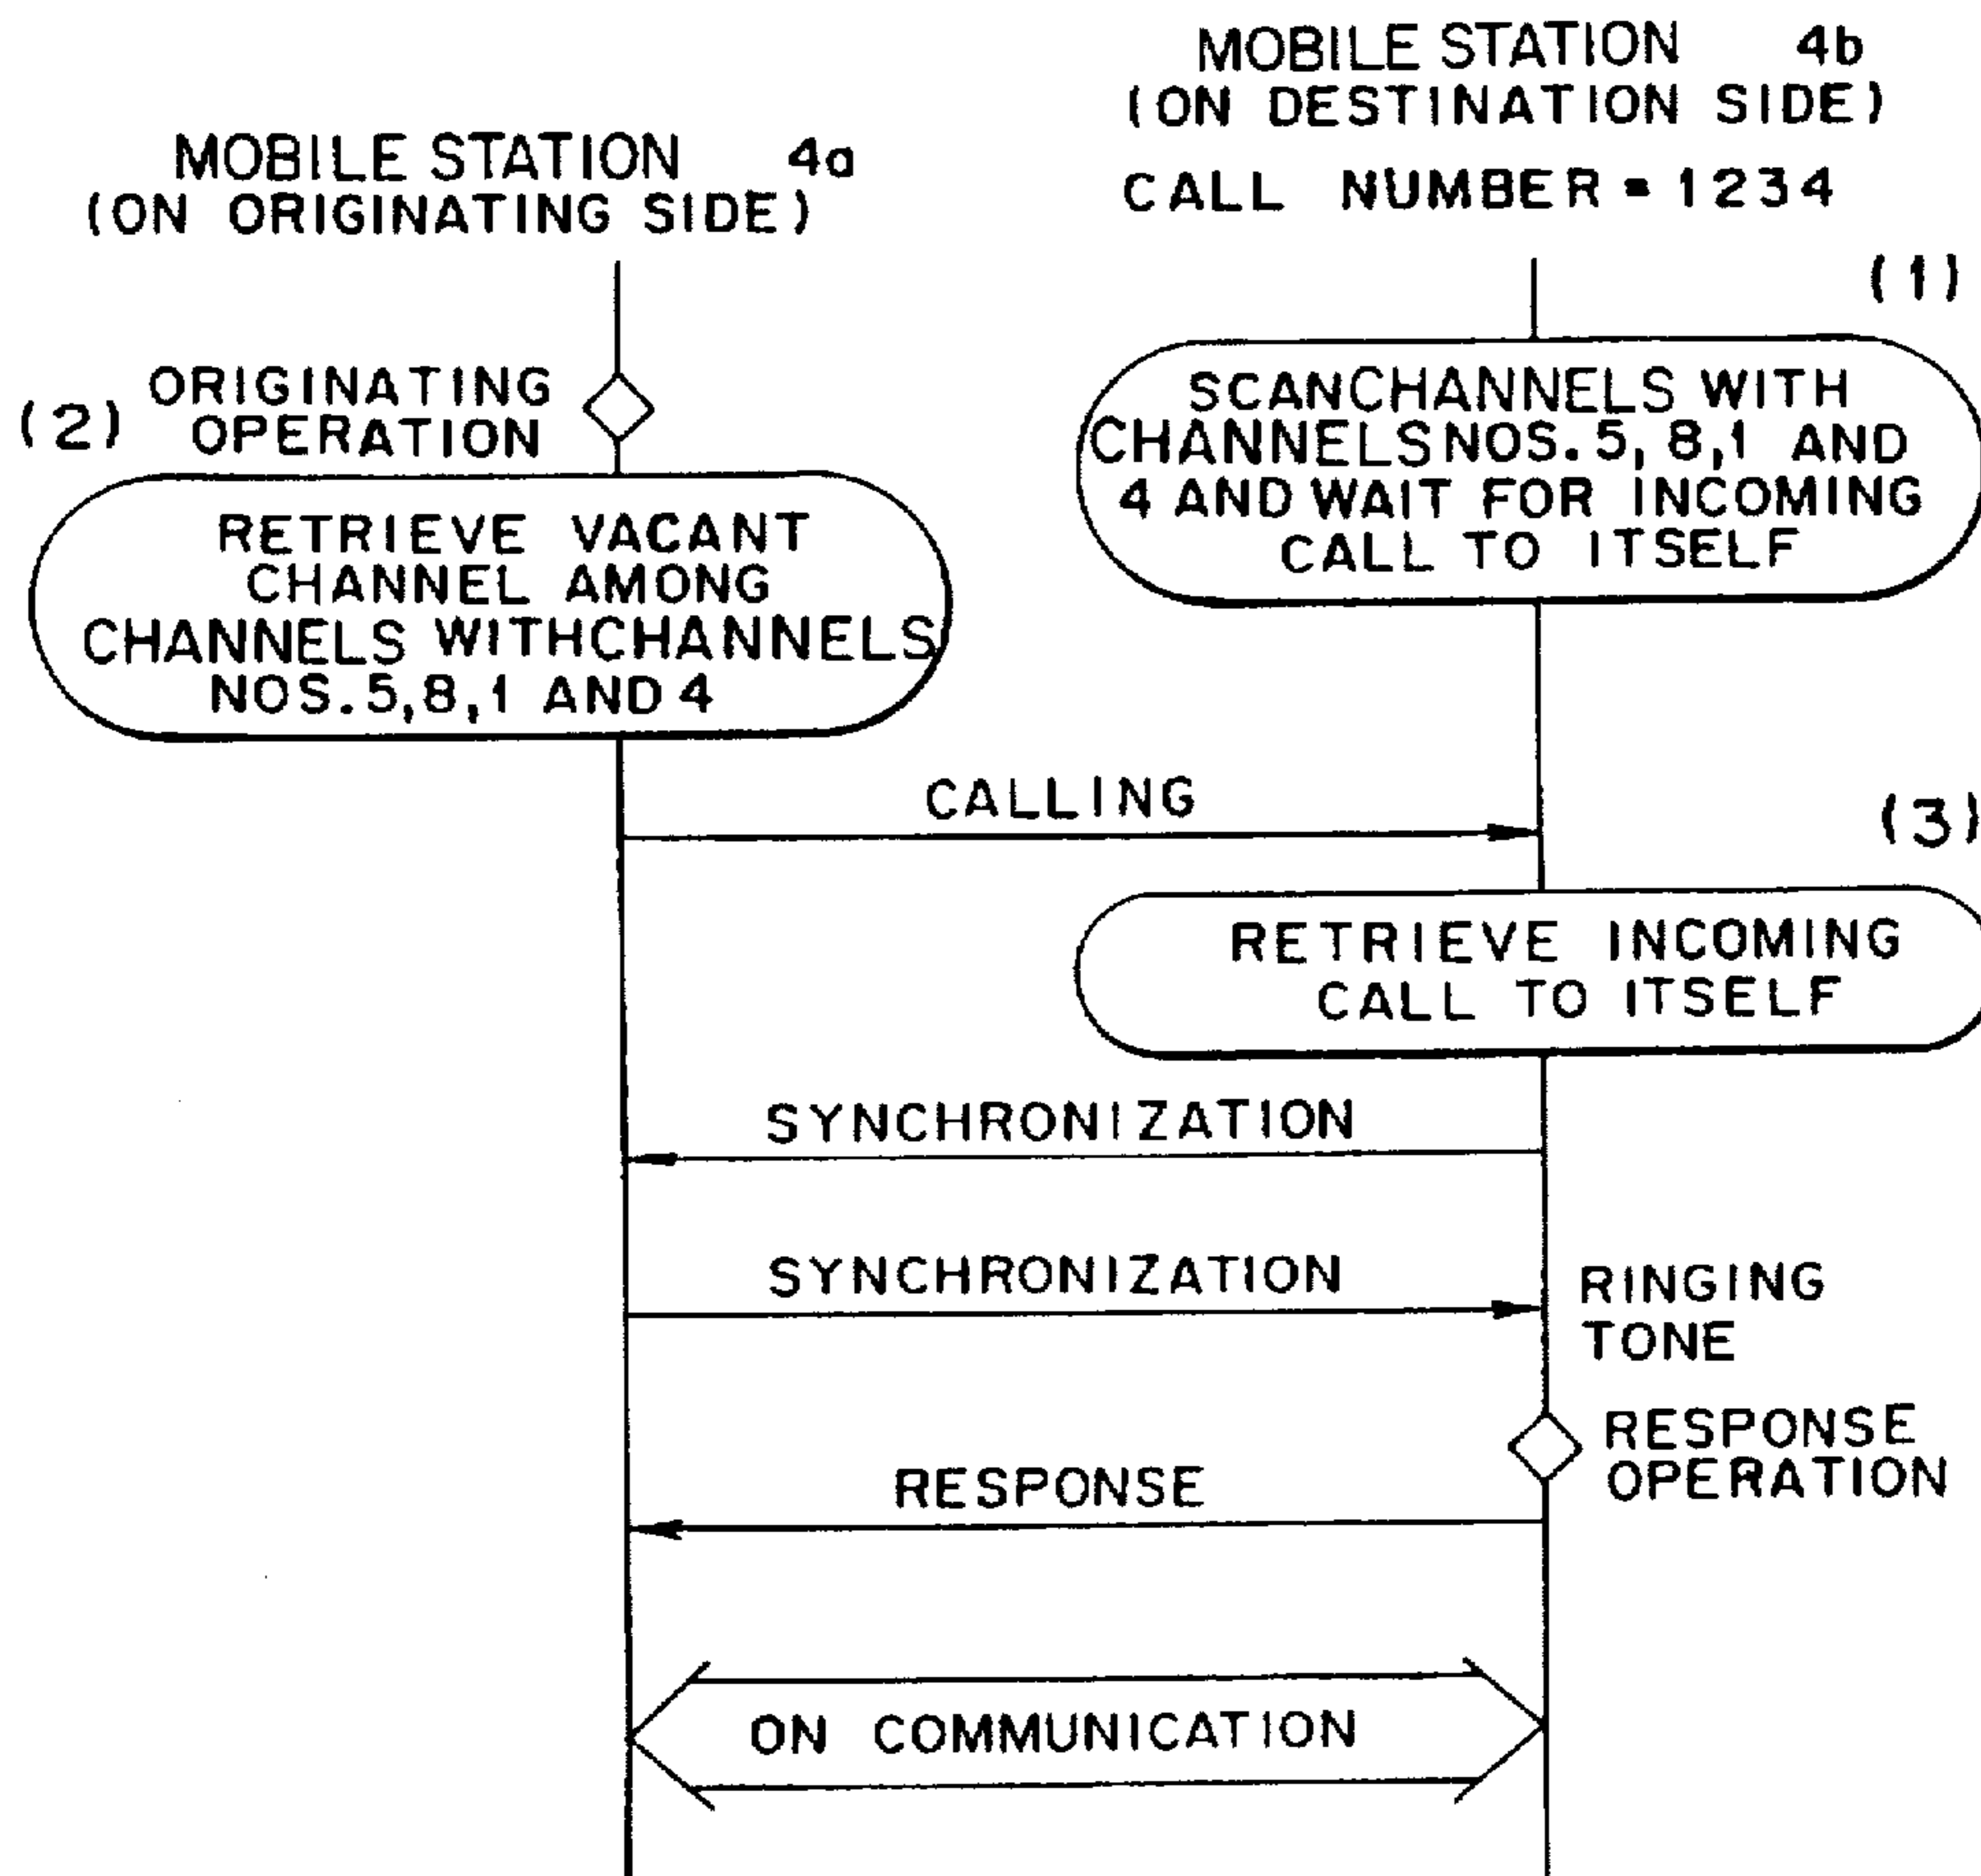 MOBILE STATION 4b
(ON DESTINATION SIDE)
CALL NUMBER = 1234
MOBILE STATION 4a
(ON ORIGINATING SIDE)
(1)
SCANCHANNELS WITH
CHANNELSNOS. 5, 8,1 AND
4 AND WAIT FOR INCOMING
CALL TO ITSELF
(2) ORIGINATING
OPERATION
RETRIEVE VACANT
CHANNEL AMONG
CHANNELS WITHCHANNELS
NOS. 5,8,1 AND 4
CALLING
(3)
RETRIEVE INCOMING
CALL TO ITSELF
SYNCHRONIZATION
SYNCHRONIZATION
RINGING
TONE
RESPONSE
OPERATION
RESPONSE
ON COMMUNICATION